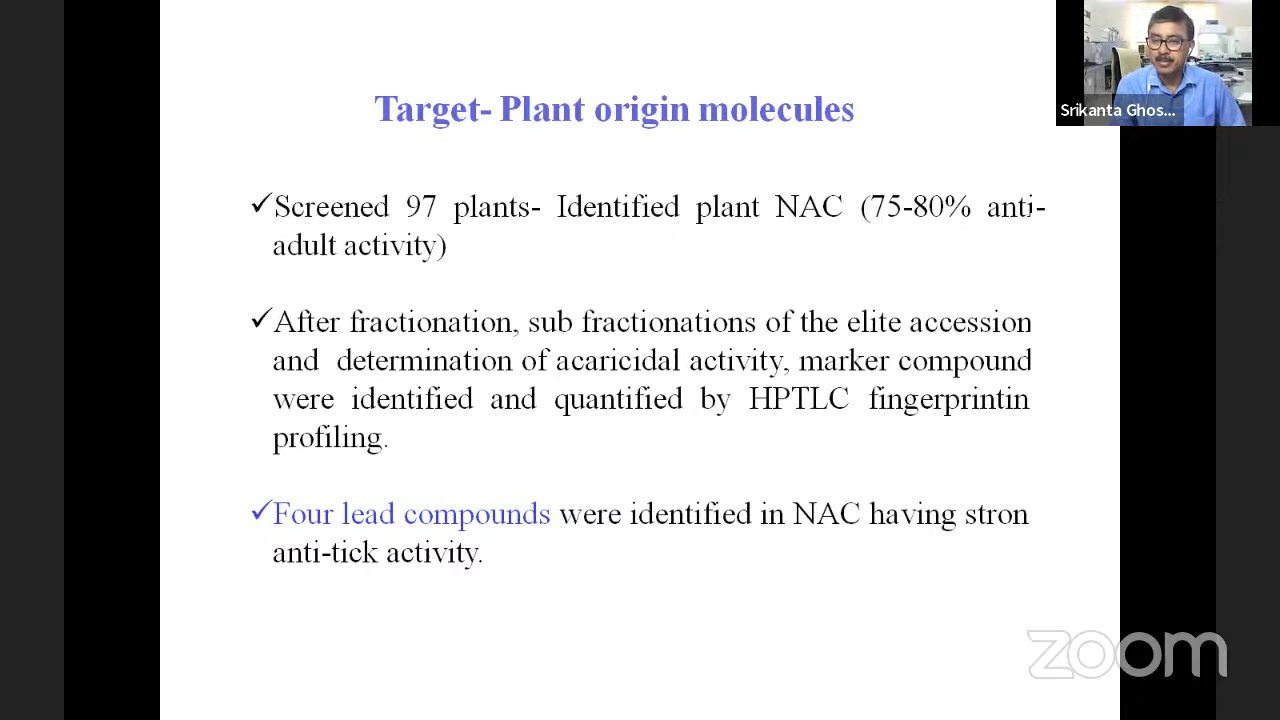 Target- Plant origin molecules
Srikanta Ghos...
✓Screened 97 plants- Identified plant NAC (75-80% anti-
adult activity)
✓After fractionation, sub fractionations of the elite accession
and determination of acaricidal activity, marker compound
were identified and quantified by HPTLC fingerprintin
profiling.
✓Four lead compounds were identified in NAC having stron
anti-tick activity.
zoom